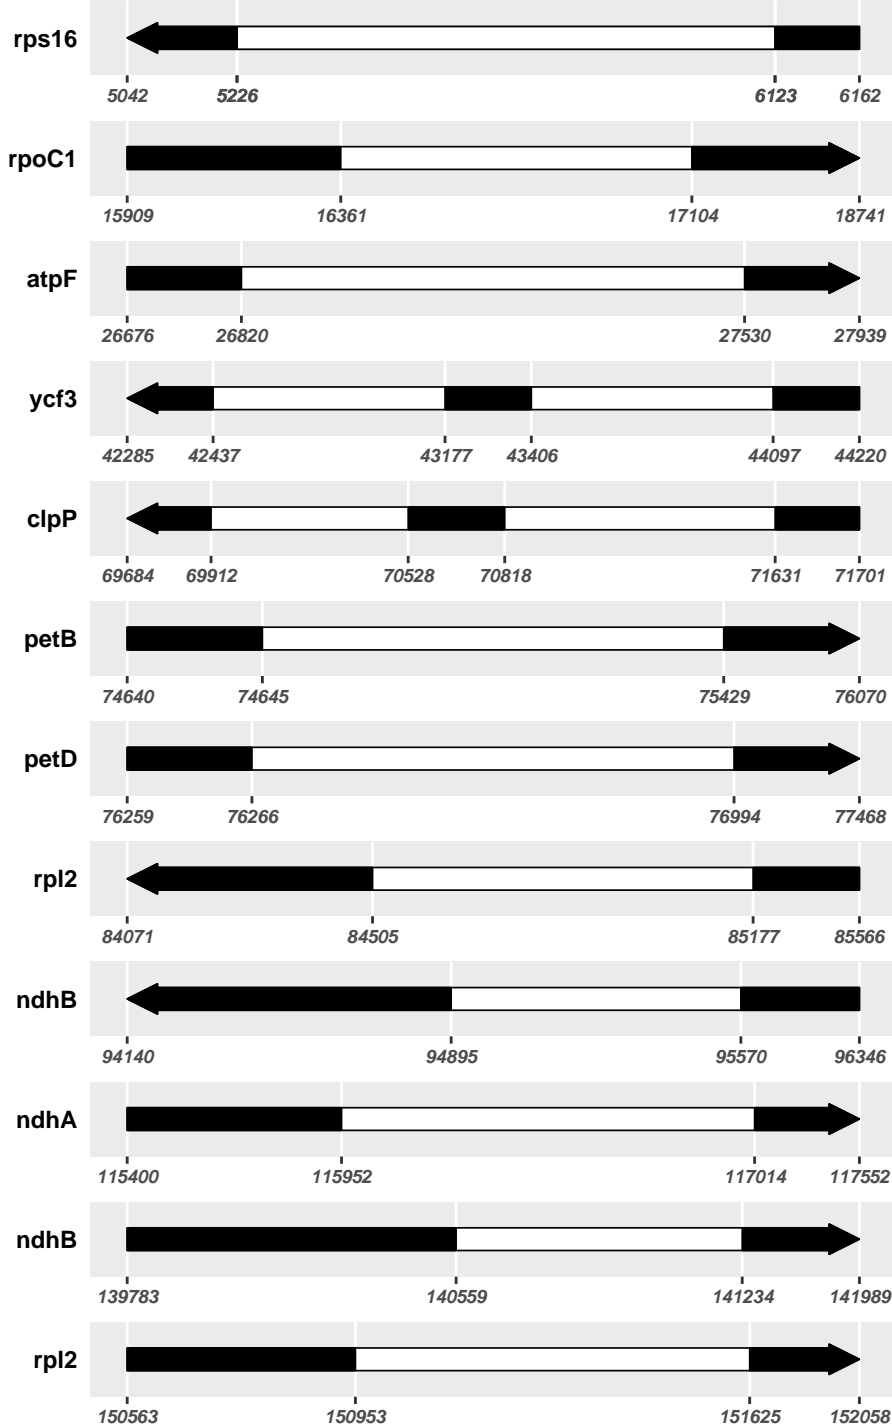 rps16
5042 5226 6123 6162
rpoC1
15909 16361 17104 18741
atpF
26676 26820 27530 27939
ycf3
42285 42437 43177 43406 44097 44220
clpP
69684 69912 70528 70818 71631 71701
petB
74640 74645 75429 76070
petD
76259 76266 76994 77468
rpl2
84071 84505 85177 85566
ndhB
94140 94895 95570 96346
ndhA
115400 115952 117014 117552
ndhB
139783 140559 141234 141989
rpl2
150563 150953 151625 152058